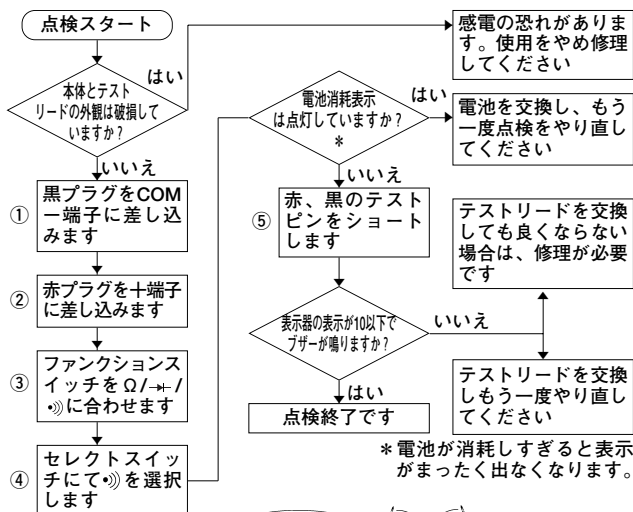 点検スタート
本体とテスト
リードの外観は破損して
いますか？
はい
いいえ
感電の恐れがありま
す。使用をやめ修理
してください
① 黒プラグをCOM
－端子に差し込
みます
② 赤プラグを＋端子
に差し込みます
③ ファンクションス
イッチをΩ/→+/
•))に合わせます
④ セレクトスイッ
チにて•))を選択
します
電池消耗表示
は点灯していますか？
＊
はい
いいえ
電池を交換し、もう
一度点検をやり直し
てください
⑤ 赤、黒のテスト
ピンをショート
します
表示器の表示が10以下で
ブザーが鳴りますか？
いいえ
はい
テストリードを交換
しても良くならない
場合は、修理が必要
です
テストリードを交換
しもう一度やり直し
てください
点検終了です
＊電池が消耗しすぎると表示
がまったく出なくなります。